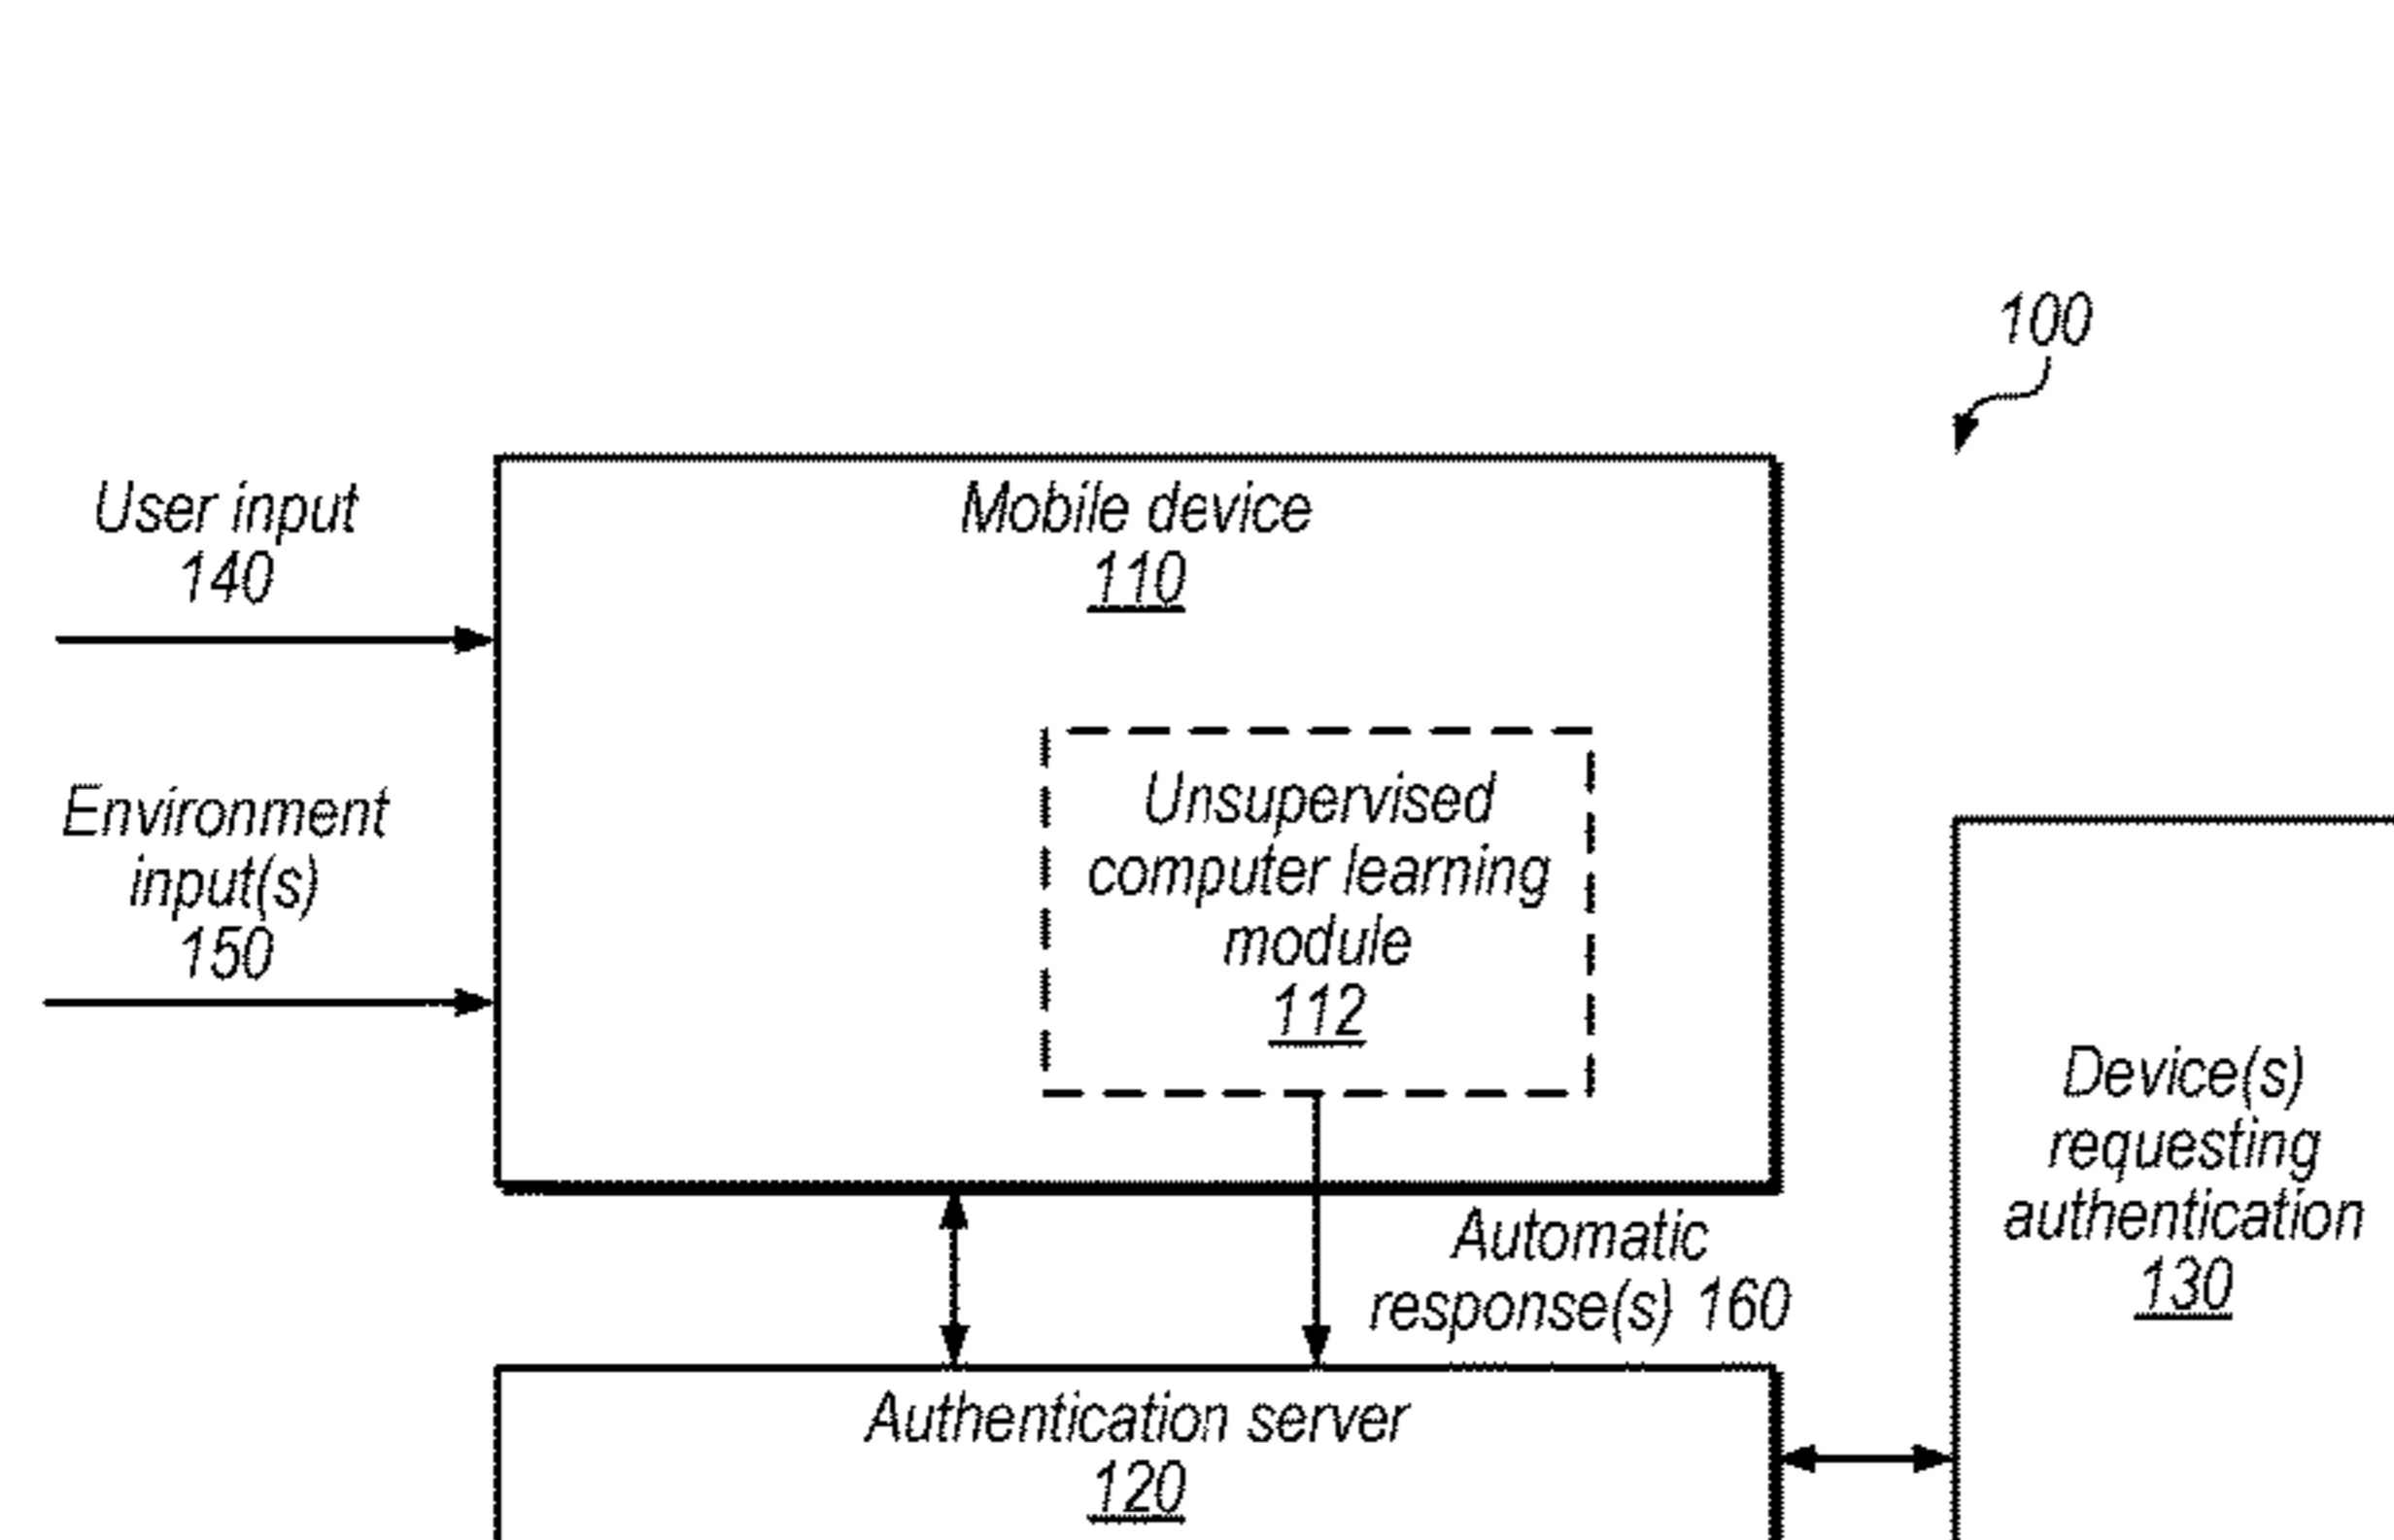 100
User input
140
Mobile device
110
Environment
input(s)
150
Unsupervised
computer learning
module
112
Device(s)
requesting
authentication
130
Automatic
response(s) 160
Authentication server
120